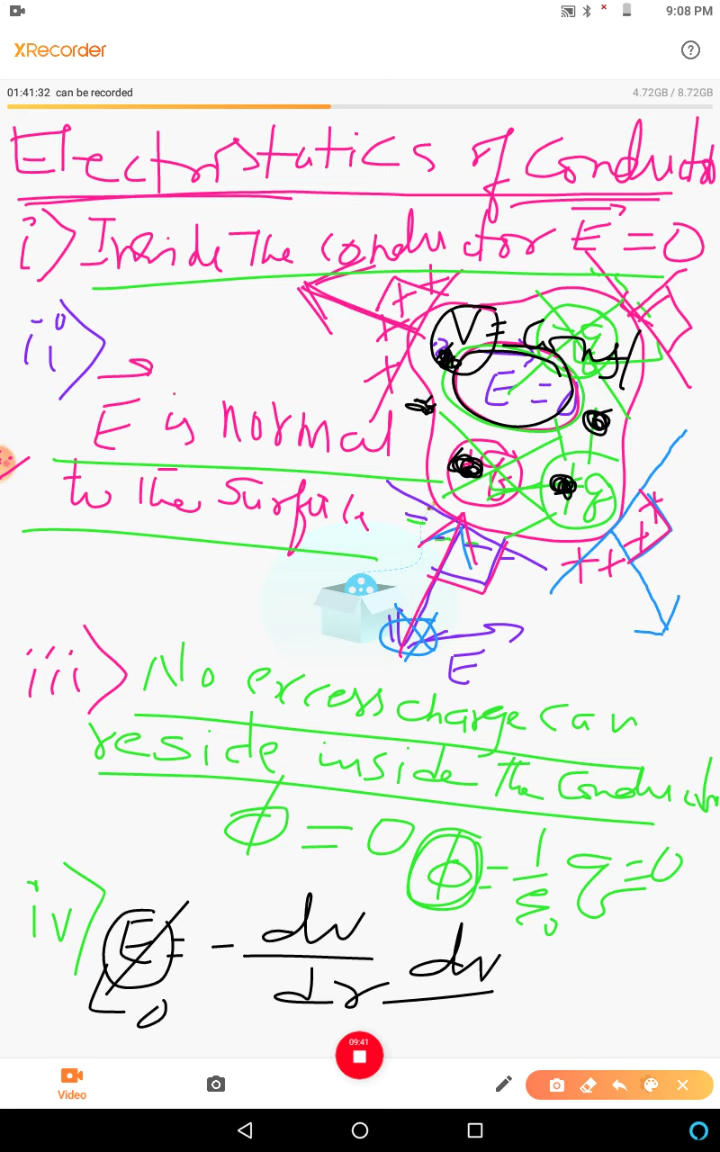 9:08 PM
XRecorder
?
01:41:32 can be recorded
4.72GB / 8.72GB
Electrostatics of Conductor
i) Inside The conductor E = 0
V = Const
ii)
E =
E is normal
to the surface
+q
E
iii) No excess charge can
reside inside the Conductor
ϕ = 0 ϕ = 1/ε₀ q = 0
iv) E = - dv/dr dv
0
09:41
Video